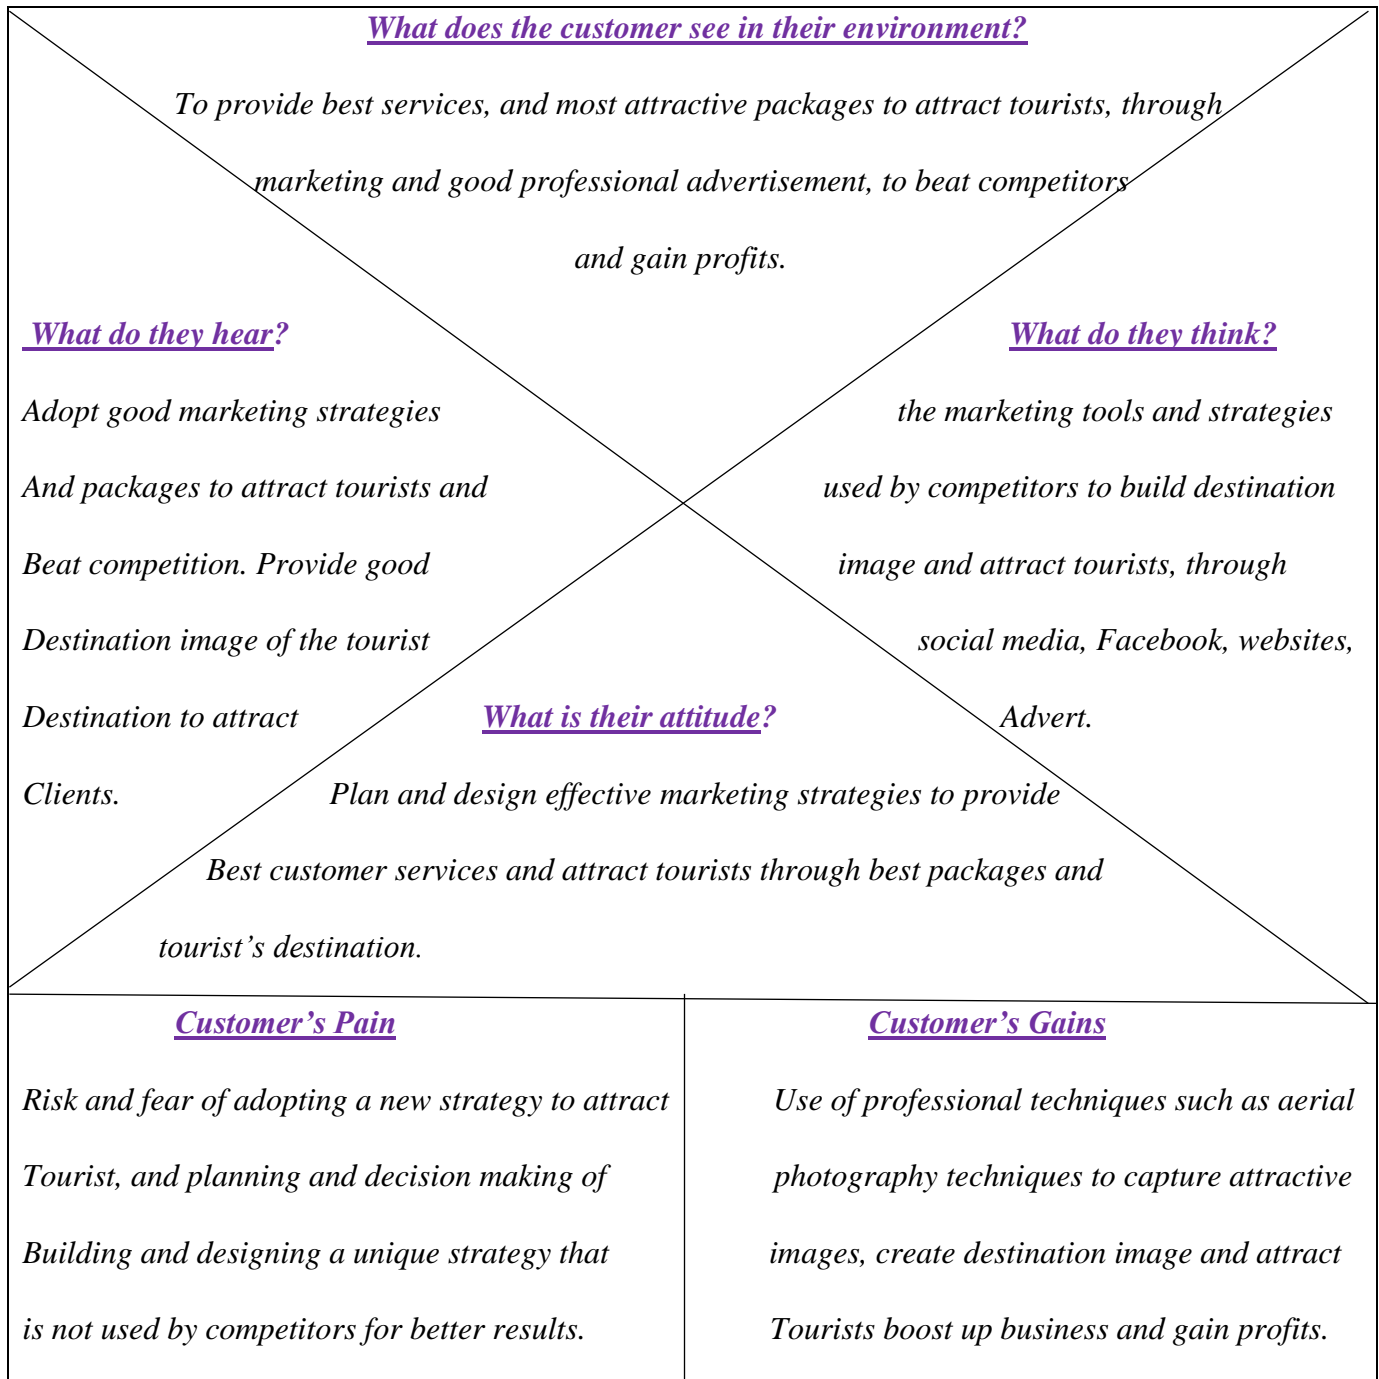 What does the customer see in their environment?
To provide best services, and most attractive packages to attract tourists, through
marketing and good professional advertisement, to beat competitors
and gain profits.
What do they hear?
Adopt good marketing strategies
And packages to attract tourists and
Beat competition. Provide good
Destination image of the tourist
Destination to attract
Clients.
What do they think?
the marketing tools and strategies
used by competitors to build destination
image and attract tourists, through
social media, Facebook, websites,
Advert.
What is their attitude?
Plan and design effective marketing strategies to provide
Best customer services and attract tourists through best packages and
tourist’s destination.
Customer’s Pain
Risk and fear of adopting a new strategy to attract
Tourist, and planning and decision making of
Building and designing a unique strategy that
is not used by competitors for better results.
Customer’s Gains
Use of professional techniques such as aerial
photography techniques to capture attractive
images, create destination image and attract
Tourists boost up business and gain profits.